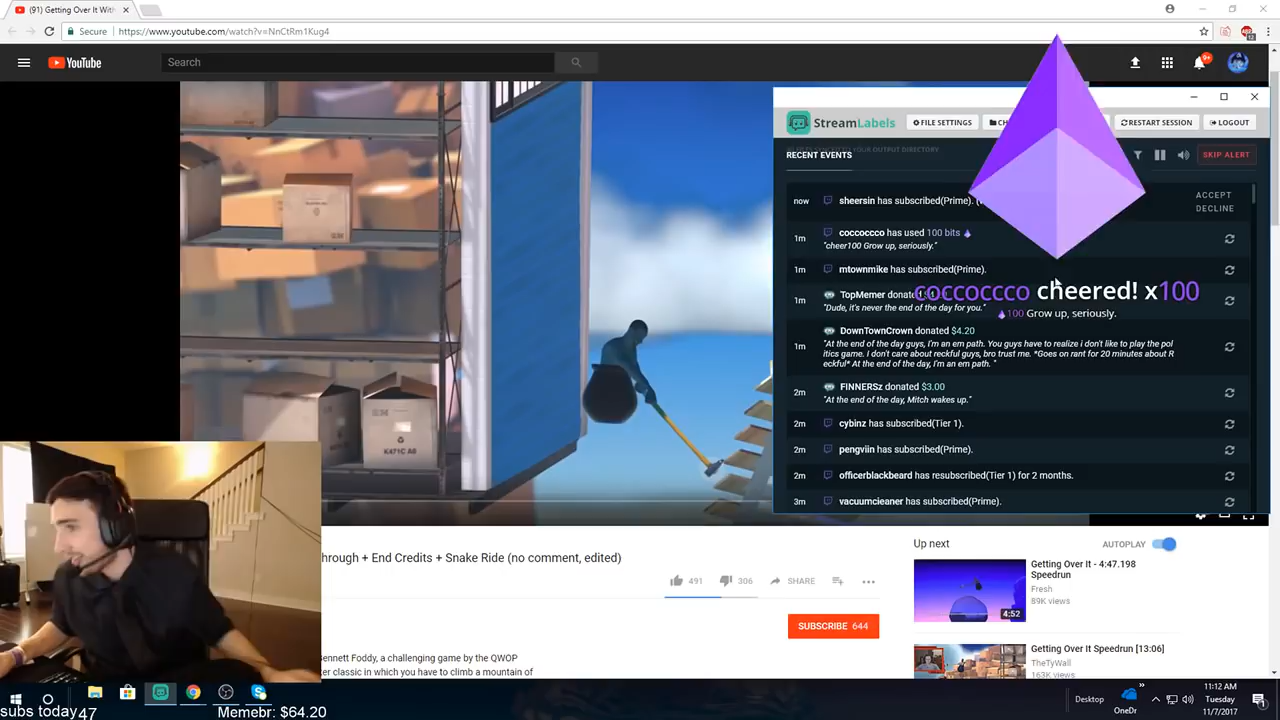 (91) Getting Over It With
Secure
https://www.youtube.com/watch?v=NnCtRm1Kug4
YouTube
Search
9+
StreamLabels
FILE SETTINGS
RESTART SESSION
LOGOUT
OUTPUT DIRECTORY
RECENT EVENTS
SKIP ALERT
now sheersin has subscribed(Prime).
ACCEPT
DECLINE
1m coccoccco has used 100 bits
"cheer100 Grow up, seriously."
1m mtownmike has subscribed(Prime).
coccoccco cheered! x100
100 Grow up, seriously.
1m TopMemer
"Dude, it's never the end of the day for you."
1m DownTownCrown donated $4.20
"At the end of the day guys, I'm an em path. You guys have to realize i don't like to play the pol
itics game. I don't care about reckful guys, bro trust me. *Goes on rant for 20 minutes about R
eckful* At the end of the day, I'm an em path. "
2m FINNERSz donated $3.00
"At the end of the day, Mitch wakes up."
2m cybinz has subscribed(Tier 1).
2m pengviin has subscribed(Prime).
2m officerblackbeard has resubscribed(Tier 1) for 2 months.
3m vacuumcieaner has subscribed(Prime).
K471C A8
hrough + End Credits + Snake Ride (no comment, edited)
491
306
SHARE
SUBSCRIBE 644
ennett Foddy, a challenging game by the QWOP
er classic in which you have to climb a mountain of
Up next
AUTOPLAY
Getting Over It - 4:47.198
Speedrun
Fresh
89K views
4:52
Getting Over It Speedrun [13:06]
TheTyWall
163K views
subs today 47
Memebr: $64.20
Desktop
OneDr
11:12 AM
Tuesday
11/7/2017